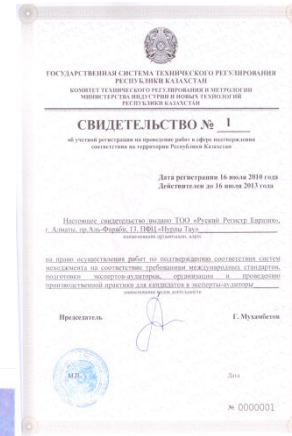 ГОСУДАРСТВЕННАЯ СИСТЕМА ТЕХНИЧЕСКОГО РЕГУЛИРОВАНИЯ
РЕСПУБЛИКИ КАЗАХСТАН
КОМИТЕТ ТЕХНИЧЕСКОГО РЕГУЛИРОВАНИЯ И МЕТРОЛОГИИ
МИНИСТЕРСТВА ИНДУСТРИИ И НОВЫХ ТЕХНОЛОГИЙ
РЕСПУБЛИКИ КАЗАХСТАН
СВИДЕТЕЛЬСТВО № 1
об учетной регистрации на проведение работ в сфере подтверждения
соответствия на территории Республики Казахстан
Дата регистрации 16 июля 2010 года
Действителен до 16 июля 2013 года
Настоящее свидетельство выдано ТОО «Руский Регистр Евразия»,
г. Алматы, пр.Аль-Фараби, 13. ПФЦ «Нурлы Тау»
наименование организации, адрес
на право осуществления работ по подтверждению соответствия систем
менеджмента на соответствие требованиям международных стандартов,
подготовки экспертов-аудиторов, организации и проведению
производственной практики для кандидатов в эксперты-аудиторы
наименование вида деятельности
Председатель Г. Мухамбетов
М.П. Дата
№ 0000001